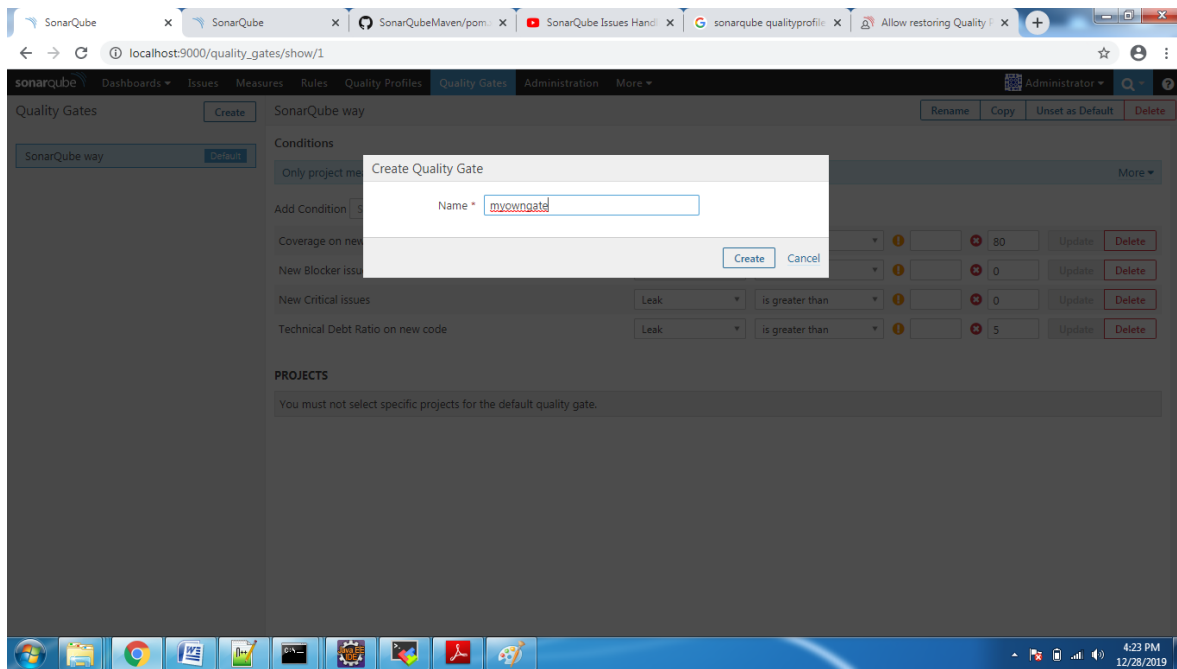 SonarQube
SonarQube
SonarQubeMaven/pom.
SonarQube Issues Handl
sonarqube qualityprofile
Allow restoring Quality P
localhost:9000/quality_gates/show/1
sonarqube Dashboards Issues Measures Rules Quality Profiles Quality Gates Administration More Administrator
Quality Gates Create SonarQube way Rename Copy Unset as Default Delete
SonarQube way Default
Conditions
Only project me More
Create Quality Gate
Name * myowngate
Create Cancel
Add Condition S
Coverage on new 80 Update Delete
New Blocker issu 0 Update Delete
New Critical issues Leak is greater than 0 Update Delete
Technical Debt Ratio on new code Leak is greater than 5 Update Delete
PROJECTS
You must not select specific projects for the default quality gate.
4:23 PM
12/28/2019